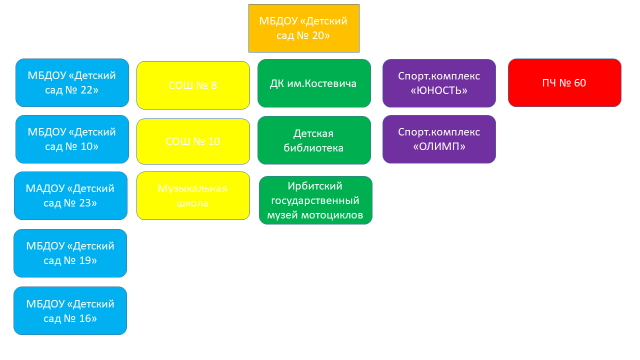 МБДОУ «Детский
сад № 20»
МБДОУ «Детский
сад № 22»
СОШ № 8
ДК им.Костевича
Спорт.комплекс
«ЮНОСТЬ»
ПЧ № 60
МБДОУ «Детский
сад № 10»
СОШ № 10
Детская
библиотека
Спорт.комплекс
«ОЛИМП»
МАДОУ «Детский
сад № 23»
Музыкальная
школа
Ирбитский
государственный
музей мотоциклов
МБДОУ «Детский
сад № 19»
МБДОУ «Детский
сад № 16»